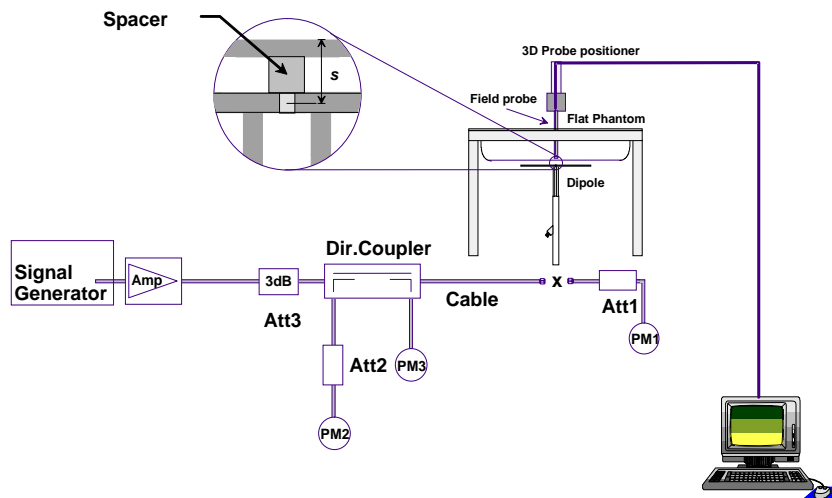 Spacer
s
3D Probe positioner
Field probe
Flat Phantom
Dipole
Signal
Generator
Amp
3dB
Att3
Dir.Coupler
Cable
x
Att1
PM1
Att2
PM3
PM2